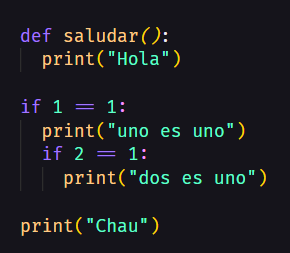 def saludar():
  print("Hola")

if 1 == 1:
  print("uno es uno")
  if 2 == 1:
    print("dos es uno")

print("Chau")